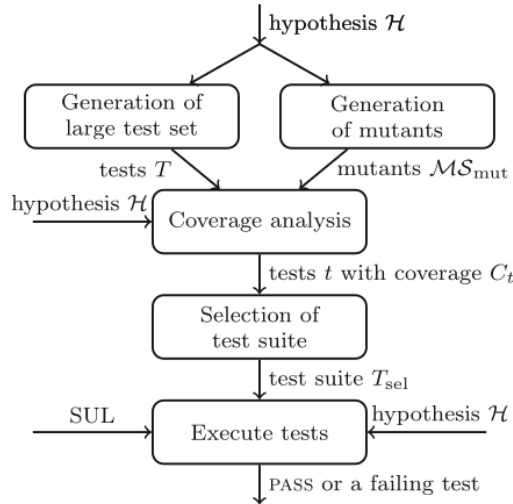 hypothesis ℋ
Generation of
large test set
Generation
of mutants
tests T
mutants ℳ𝒮mut
hypothesis ℋ
Coverage analysis
tests t with coverage Cₜ
Selection of
test suite
test suite Tsel
SUL
hypothesis ℋ
Execute tests
PASS or a failing test